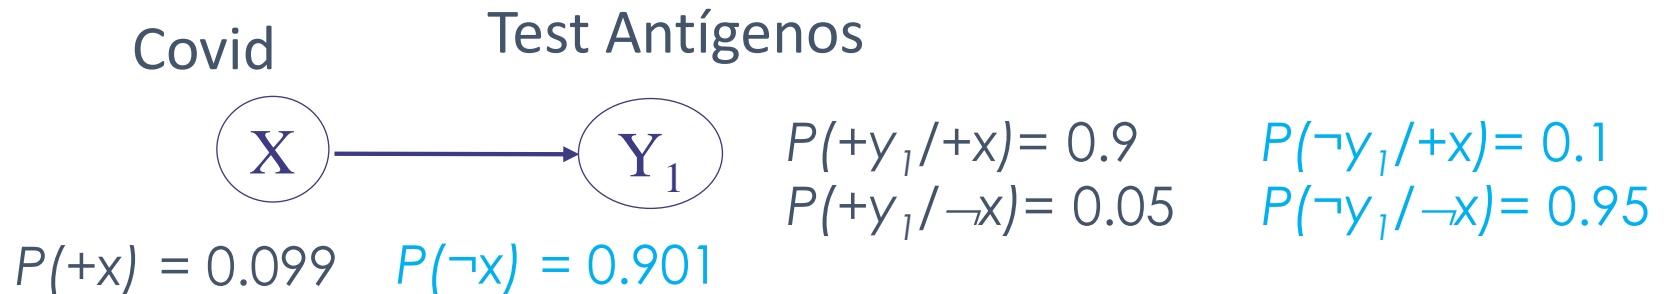 Covid
Test Antígenos
X
Y₁
P(+y₁/+x)= 0.9
P(¬y₁/+x)= 0.1
P(+y₁/¬x)= 0.05
P(¬y₁/¬x)= 0.95
P(+x) = 0.099
P(¬x) = 0.901